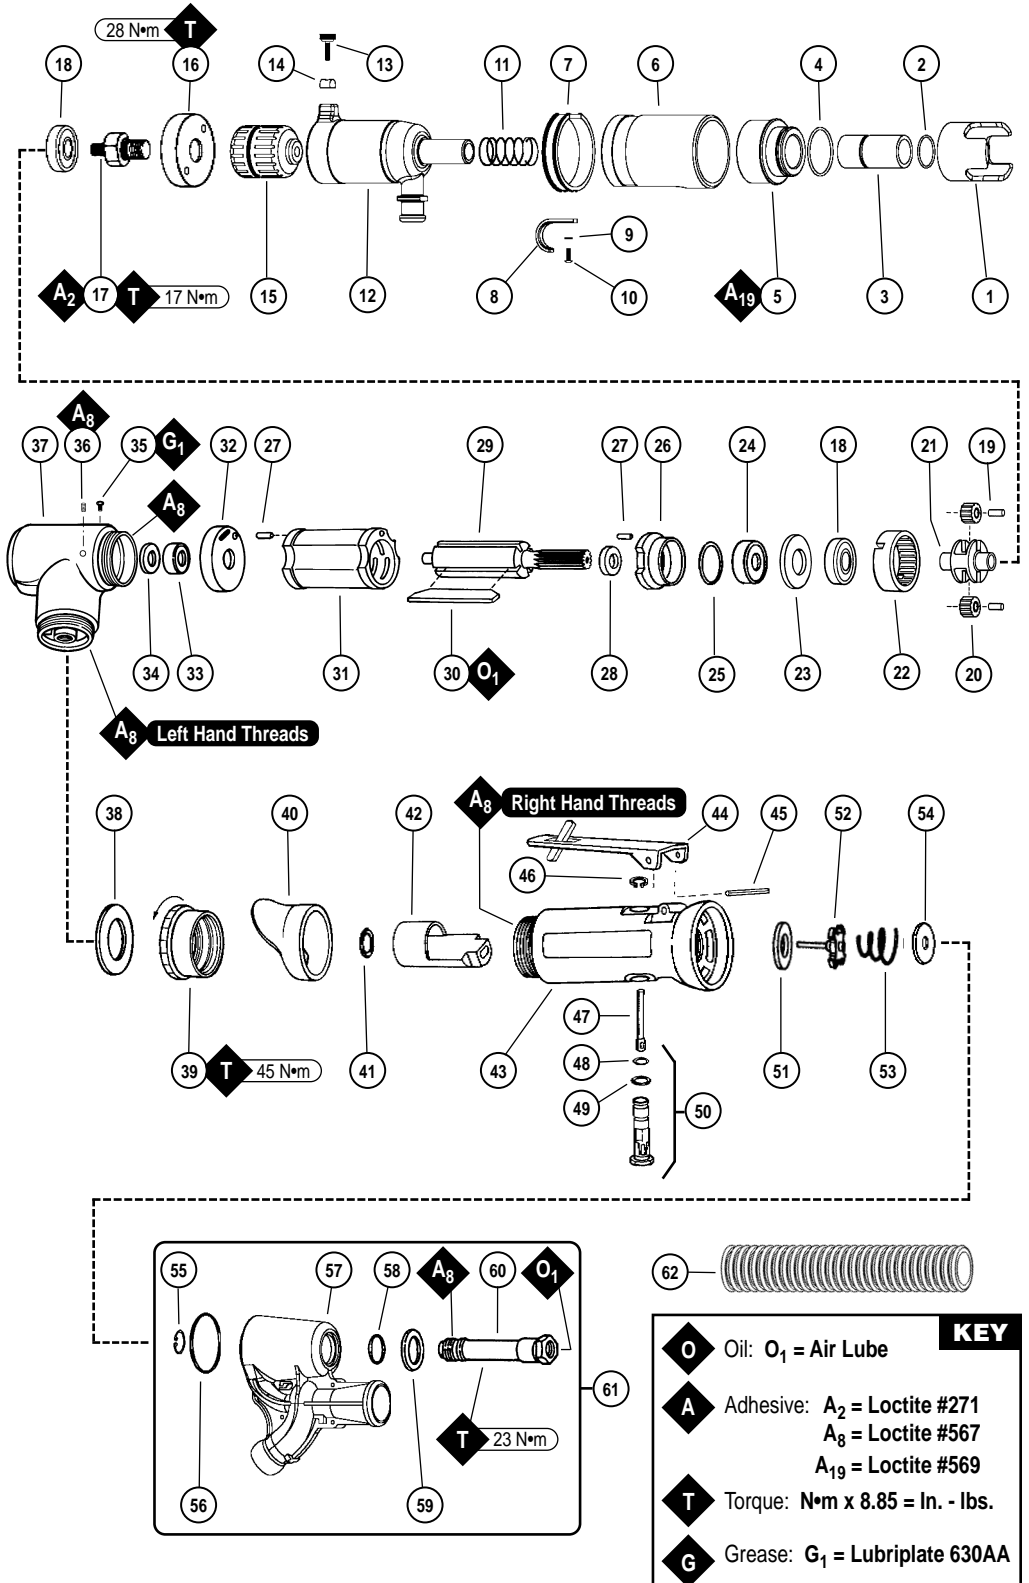 28 N•m T
18 16 14 13 11 7 6 4 2
9
A2 17 T 17 N•m 15 12 8 10 A19 5 3 1
A8
37 36 35 G1 32 27 29 27 26 24 18 21 19
A8
34 33 31 30 O1 28 25 23 22 20
A8 Left Hand Threads
38 40 42 A8 Right Hand Threads 44 45 52 54
46
47
39 T 45 N•m 41 43 48 51 53
49 50
55 57 58 A8 60 O1 62
61
T 23 N•m
56 59
KEY
O Oil: O1 = Air Lube
A Adhesive: A2 = Loctite #271
A8 = Loctite #567
A19 = Loctite #569
T Torque: N•m x 8.85 = In. - lbs.
G Grease: G1 = Lubriplate 630AA